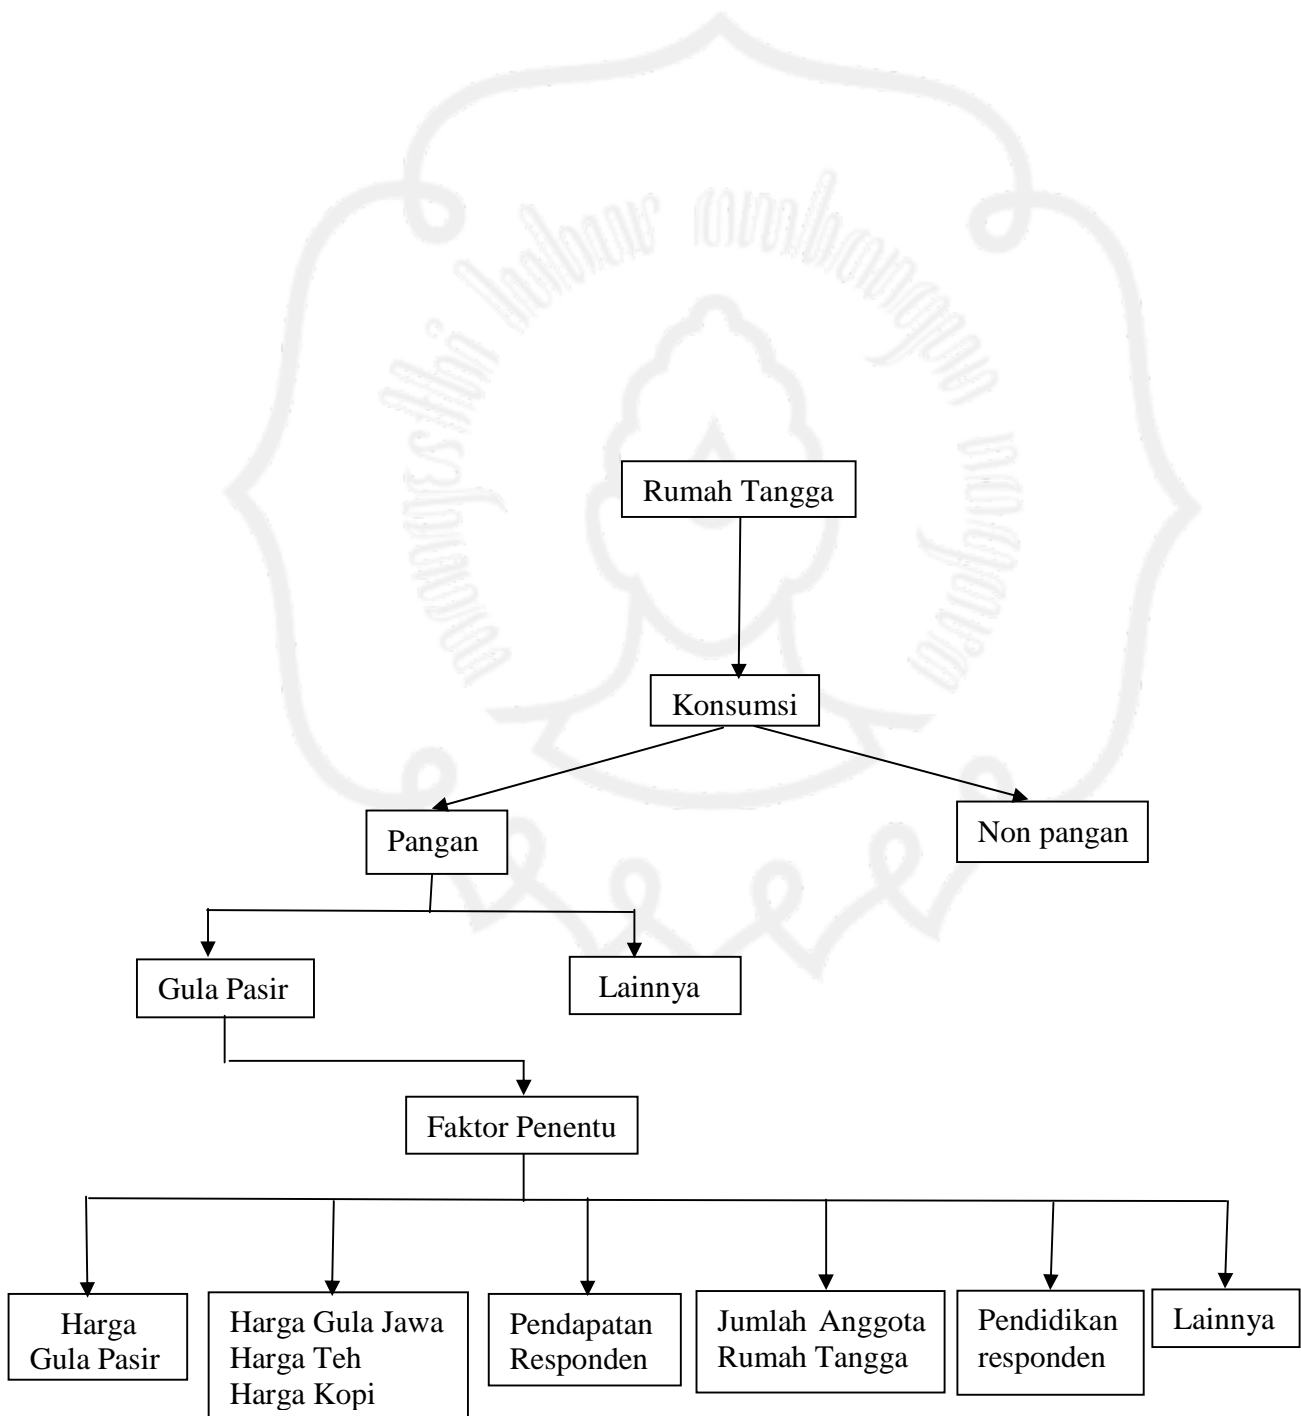 Rumah Tangga
Konsumsi
Pangan
Non pangan
Gula Pasir
Lainnya
Faktor Penentu
Harga
Gula Pasir
Harga Gula Jawa
Harga Teh
Harga Kopi
Pendapatan
Responden
Jumlah Anggota
Rumah Tangga
Pendidikan
responden
Lainnya